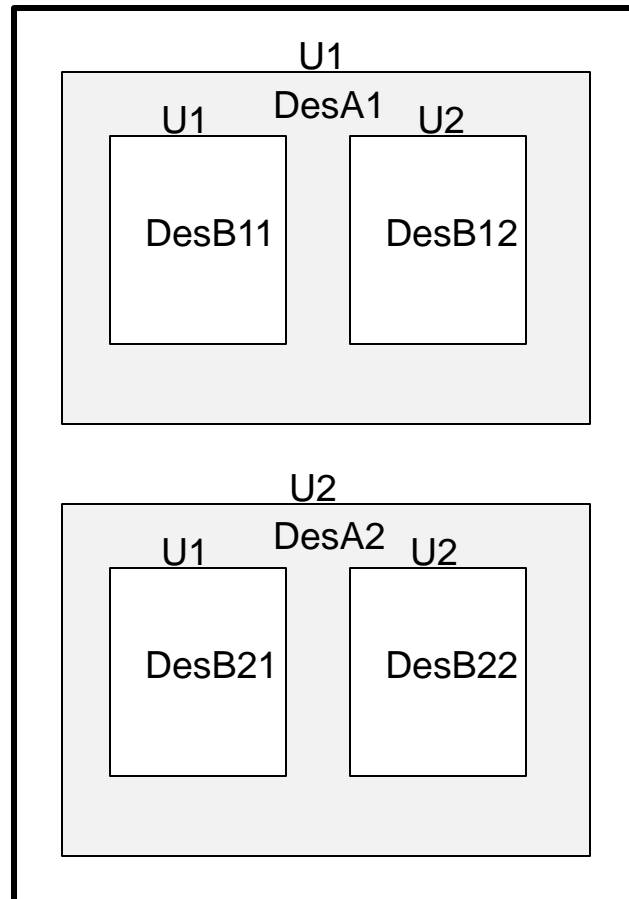 U1
DesA1
U1 U2
DesB11 DesB12
U2
DesA2
U1 U2
DesB21 DesB22